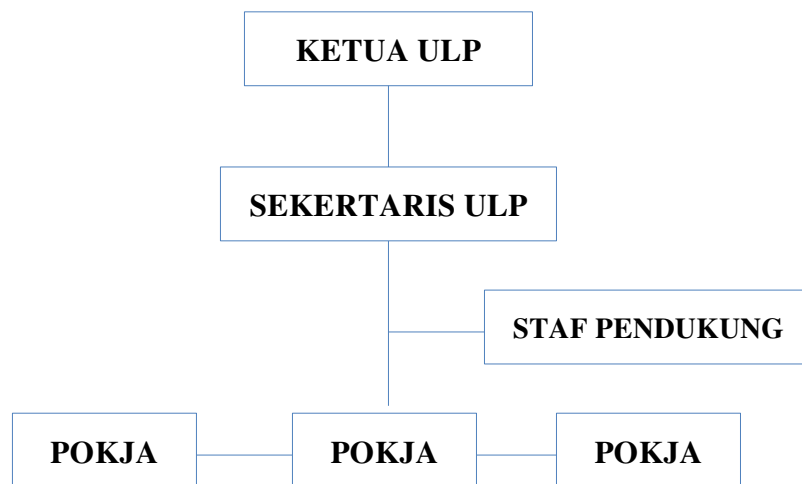 KETUA ULP
SEKERTARIS ULP
STAF PENDUKUNG
POKJA
POKJA
POKJA